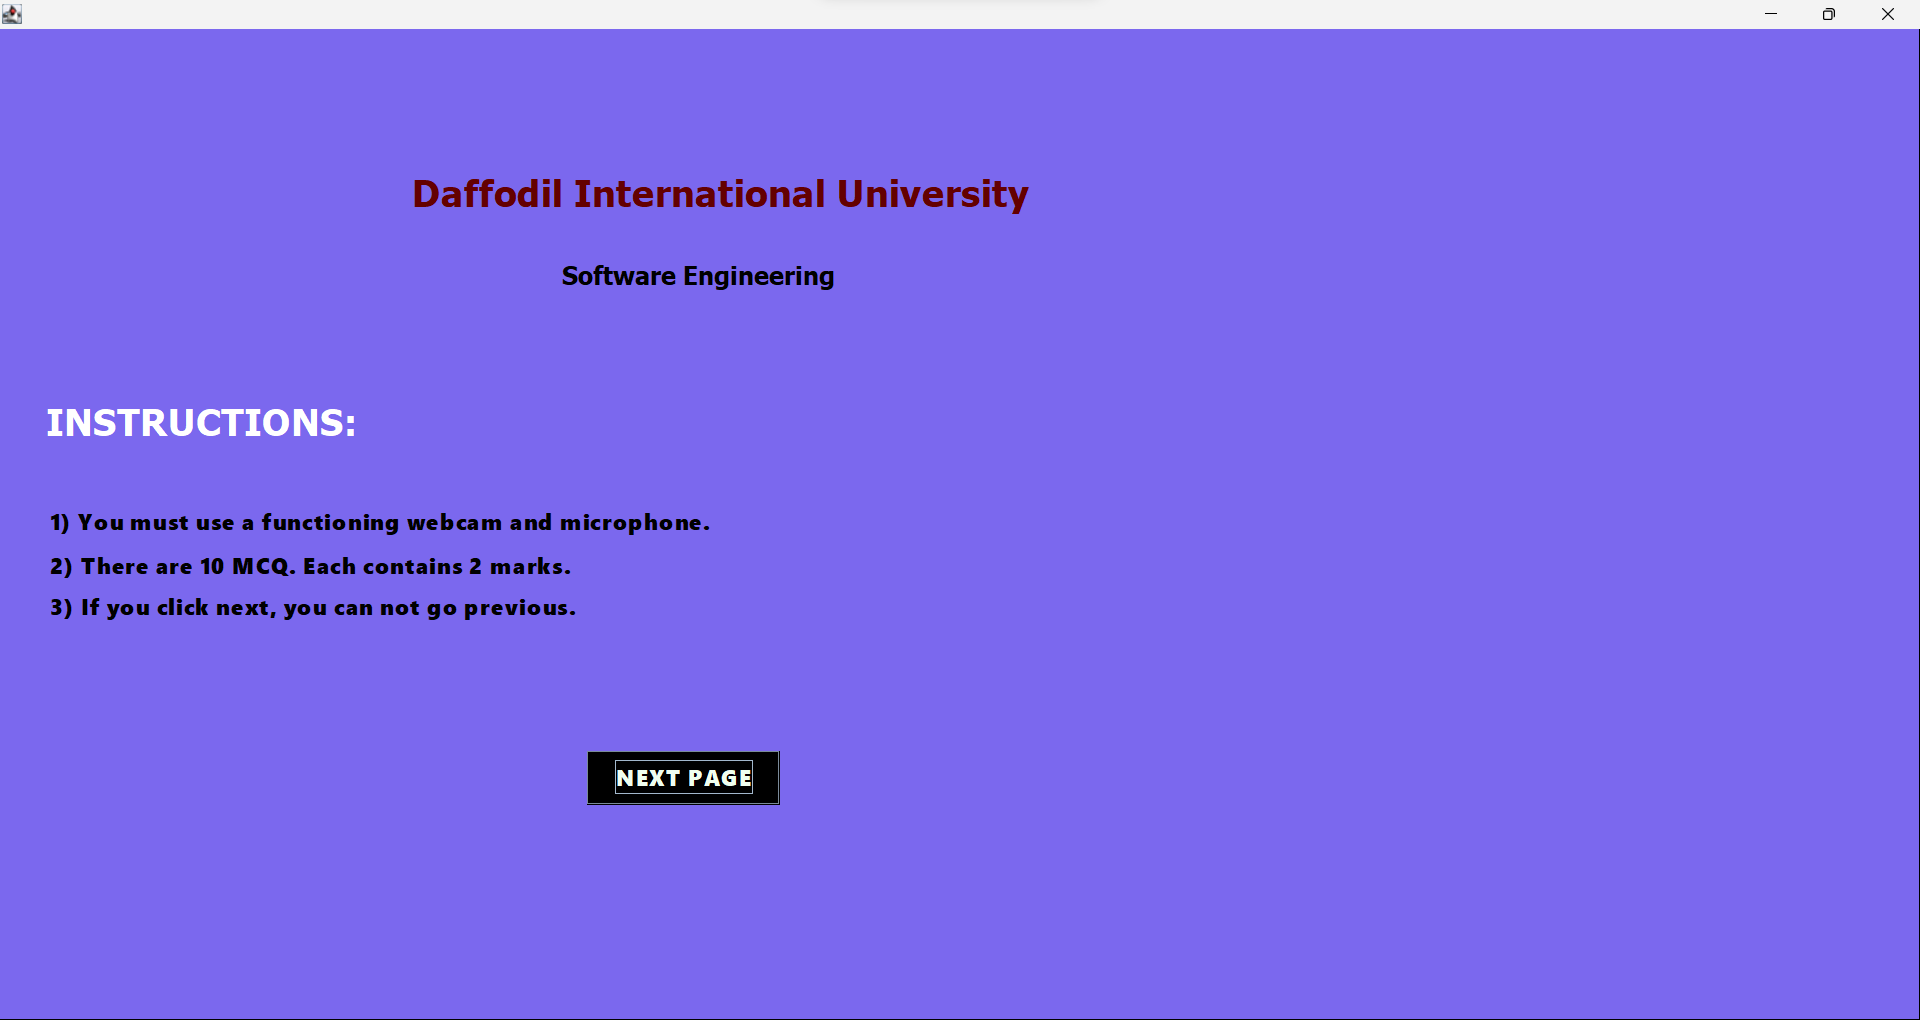 Daffodil International University
Software Engineering
INSTRUCTIONS:
1) You must use a functioning webcam and microphone.
2) There are 10 MCQ. Each contains 2 marks.
3) If you click next, you can not go previous.
NEXT PAGE